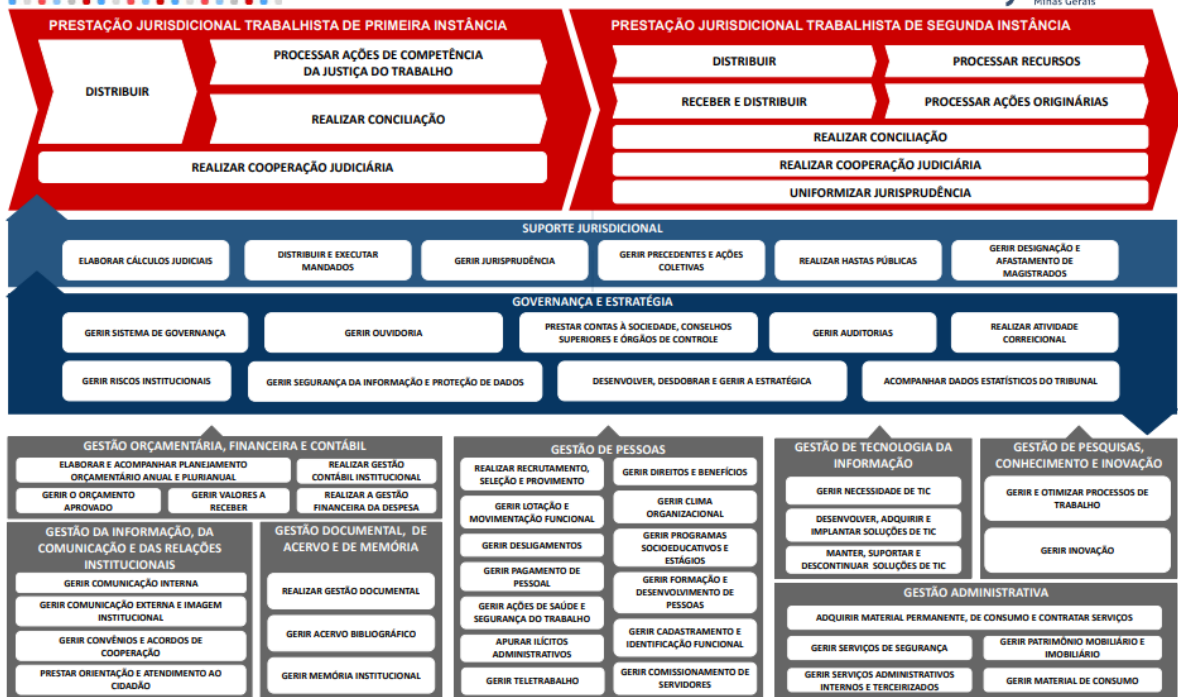 Minas Gerais
PRESTAÇÃO JURISDICIONAL TRABALHISTA DE PRIMEIRA INSTÂNCIA
DISTRIBUIR
PROCESSAR AÇÕES DE COMPETÊNCIA
DA JUSTIÇA DO TRABALHO
REALIZAR CONCILIAÇÃO
REALIZAR COOPERAÇÃO JUDICIÁRIA
PRESTAÇÃO JURISDICIONAL TRABALHISTA DE SEGUNDA INSTÂNCIA
DISTRIBUIR
PROCESSAR RECURSOS
RECEBER E DISTRIBUIR
PROCESSAR AÇÕES ORIGINÁRIAS
REALIZAR CONCILIAÇÃO
REALIZAR COOPERAÇÃO JUDICIÁRIA
UNIFORMIZAR JURISPRUDÊNCIA
SUPORTE JURISDICIONAL
ELABORAR CÁLCULOS JUDICIAIS
DISTRIBUIR E EXECUTAR
MANDADOS
GERIR JURISPRUDÊNCIA
GERIR PRECEDENTES E AÇÕES
COLETIVAS
REALIZAR HASTAS PÚBLICAS
GERIR DESIGNAÇÃO E
AFASTAMENTO DE
MAGISTRADOS
GOVERNANÇA E ESTRATÉGIA
GERIR SISTEMA DE GOVERNANÇA
GERIR OUVIDORIA
PRESTAR CONTAS À SOCIEDADE, CONSELHOS
SUPERIORES E ÓRGÃOS DE CONTROLE
GERIR AUDITORIAS
REALIZAR ATIVIDADE
CORREICIONAL
GERIR RISCOS INSTITUCIONAIS
GERIR SEGURANÇA DA INFORMAÇÃO E PROTEÇÃO DE DADOS
DESENVOLVER, DESDOBRAR E GERIR A ESTRATÉGICA
ACOMPANHAR DADOS ESTATÍSTICOS DO TRIBUNAL
GESTÃO ORÇAMENTÁRIA, FINANCEIRA E CONTÁBIL
ELABORAR E ACOMPANHAR PLANEJAMENTO
ORÇAMENTÁRIO ANUAL E PLURIANUAL
REALIZAR GESTÃO
CONTÁBIL INSTITUCIONAL
GERIR O ORÇAMENTO
APROVADO
GERIR VALORES A
RECEBER
REALIZAR A GESTÃO
FINANCEIRA DA DESPESA
GESTÃO DA INFORMAÇÃO, DA
COMUNICAÇÃO E DAS RELAÇÕES
INSTITUCIONAIS
GERIR COMUNICAÇÃO INTERNA
GERIR COMUNICAÇÃO EXTERNA E IMAGEM
INSTITUCIONAL
GERIR CONVÊNIOS E ACORDOS DE
COOPERAÇÃO
PRESTAR ORIENTAÇÃO E ATENDIMENTO AO
CIDADÃO
GESTÃO DOCUMENTAL, DE
ACERVO E DE MEMÓRIA
REALIZAR GESTÃO DOCUMENTAL
GERIR ACERVO BIBLIOGRÁFICO
GERIR MEMÓRIA INSTITUCIONAL
GESTÃO DE PESSOAS
REALIZAR RECRUTAMENTO,
SELEÇÃO E PROVIMENTO
GERIR LOTAÇÃO E
MOVIMENTAÇÃO FUNCIONAL
GERIR DESLIGAMENTOS
GERIR PAGAMENTO DE
PESSOAL
GERIR AÇÕES DE SAÚDE E
SEGURANÇA DO TRABALHO
APURAR ILÍCITOS
ADMINISTRATIVOS
GERIR TELETRABALHO
GERIR DIREITOS E BENEFÍCIOS
GERIR CLIMA
ORGANIZACIONAL
GERIR PROGRAMAS
SOCIOEDUCATIVOS E
ESTÁGIOS
GERIR FORMAÇÃO E
DESENVOLVIMENTO DE
PESSOAS
GERIR CADASTRAMENTO E
IDENTIFICAÇÃO FUNCIONAL
GERIR COMISSIONAMENTO DE
SERVIDORES
GESTÃO DE TECNOLOGIA DA
INFORMAÇÃO
GERIR NECESSIDADE DE TIC
DESENVOLVER, ADQUIRIR E
IMPLANTAR SOLUÇÕES DE TIC
MANTER, SUPORTAR E
DESCONTINUAR SOLUÇÕES DE TIC
GESTÃO DE PESQUISAS,
CONHECIMENTO E INOVAÇÃO
GERIR E OTIMIZAR PROCESSOS DE
TRABALHO
GERIR INOVAÇÃO
GESTÃO ADMINISTRATIVA
ADQUIRIR MATERIAL PERMANENTE, DE CONSUMO E CONTRATAR SERVIÇOS
GERIR SERVIÇOS DE SEGURANÇA
GERIR PATRIMÔNIO MOBILIÁRIO E
IMOBILIÁRIO
GERIR SERVIÇOS ADMINISTRATIVOS
INTERNOS E TERCEIRIZADOS
GERIR MATERIAL DE CONSUMO